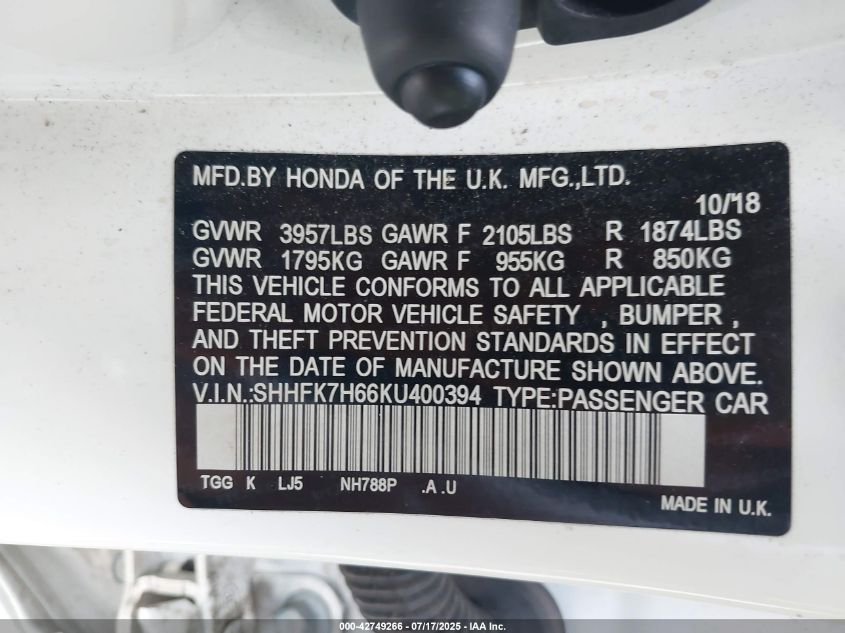 MFD.BY HONDA OF THE U.K. MFG.,LTD.
10/18
GVWR 3957LBS GAWR F 2105LBS R 1874LBS
GVWR 1795KG GAWR F 955KG R 850KG
THIS VEHICLE CONFORMS TO ALL APPLICABLE
FEDERAL MOTOR VEHICLE SAFETY , BUMPER ,
AND THEFT PREVENTION STANDARDS IN EFFECT
ON THE DATE OF MANUFACTURE SHOWN ABOVE.
V.I.N.:SHHFK7H66KU400394 TYPE:PASSENGER CAR
TGG K LJ5 NH788P .A .U
MADE IN U.K.
000-42749266 - 07/17/2025 - IAA Inc.